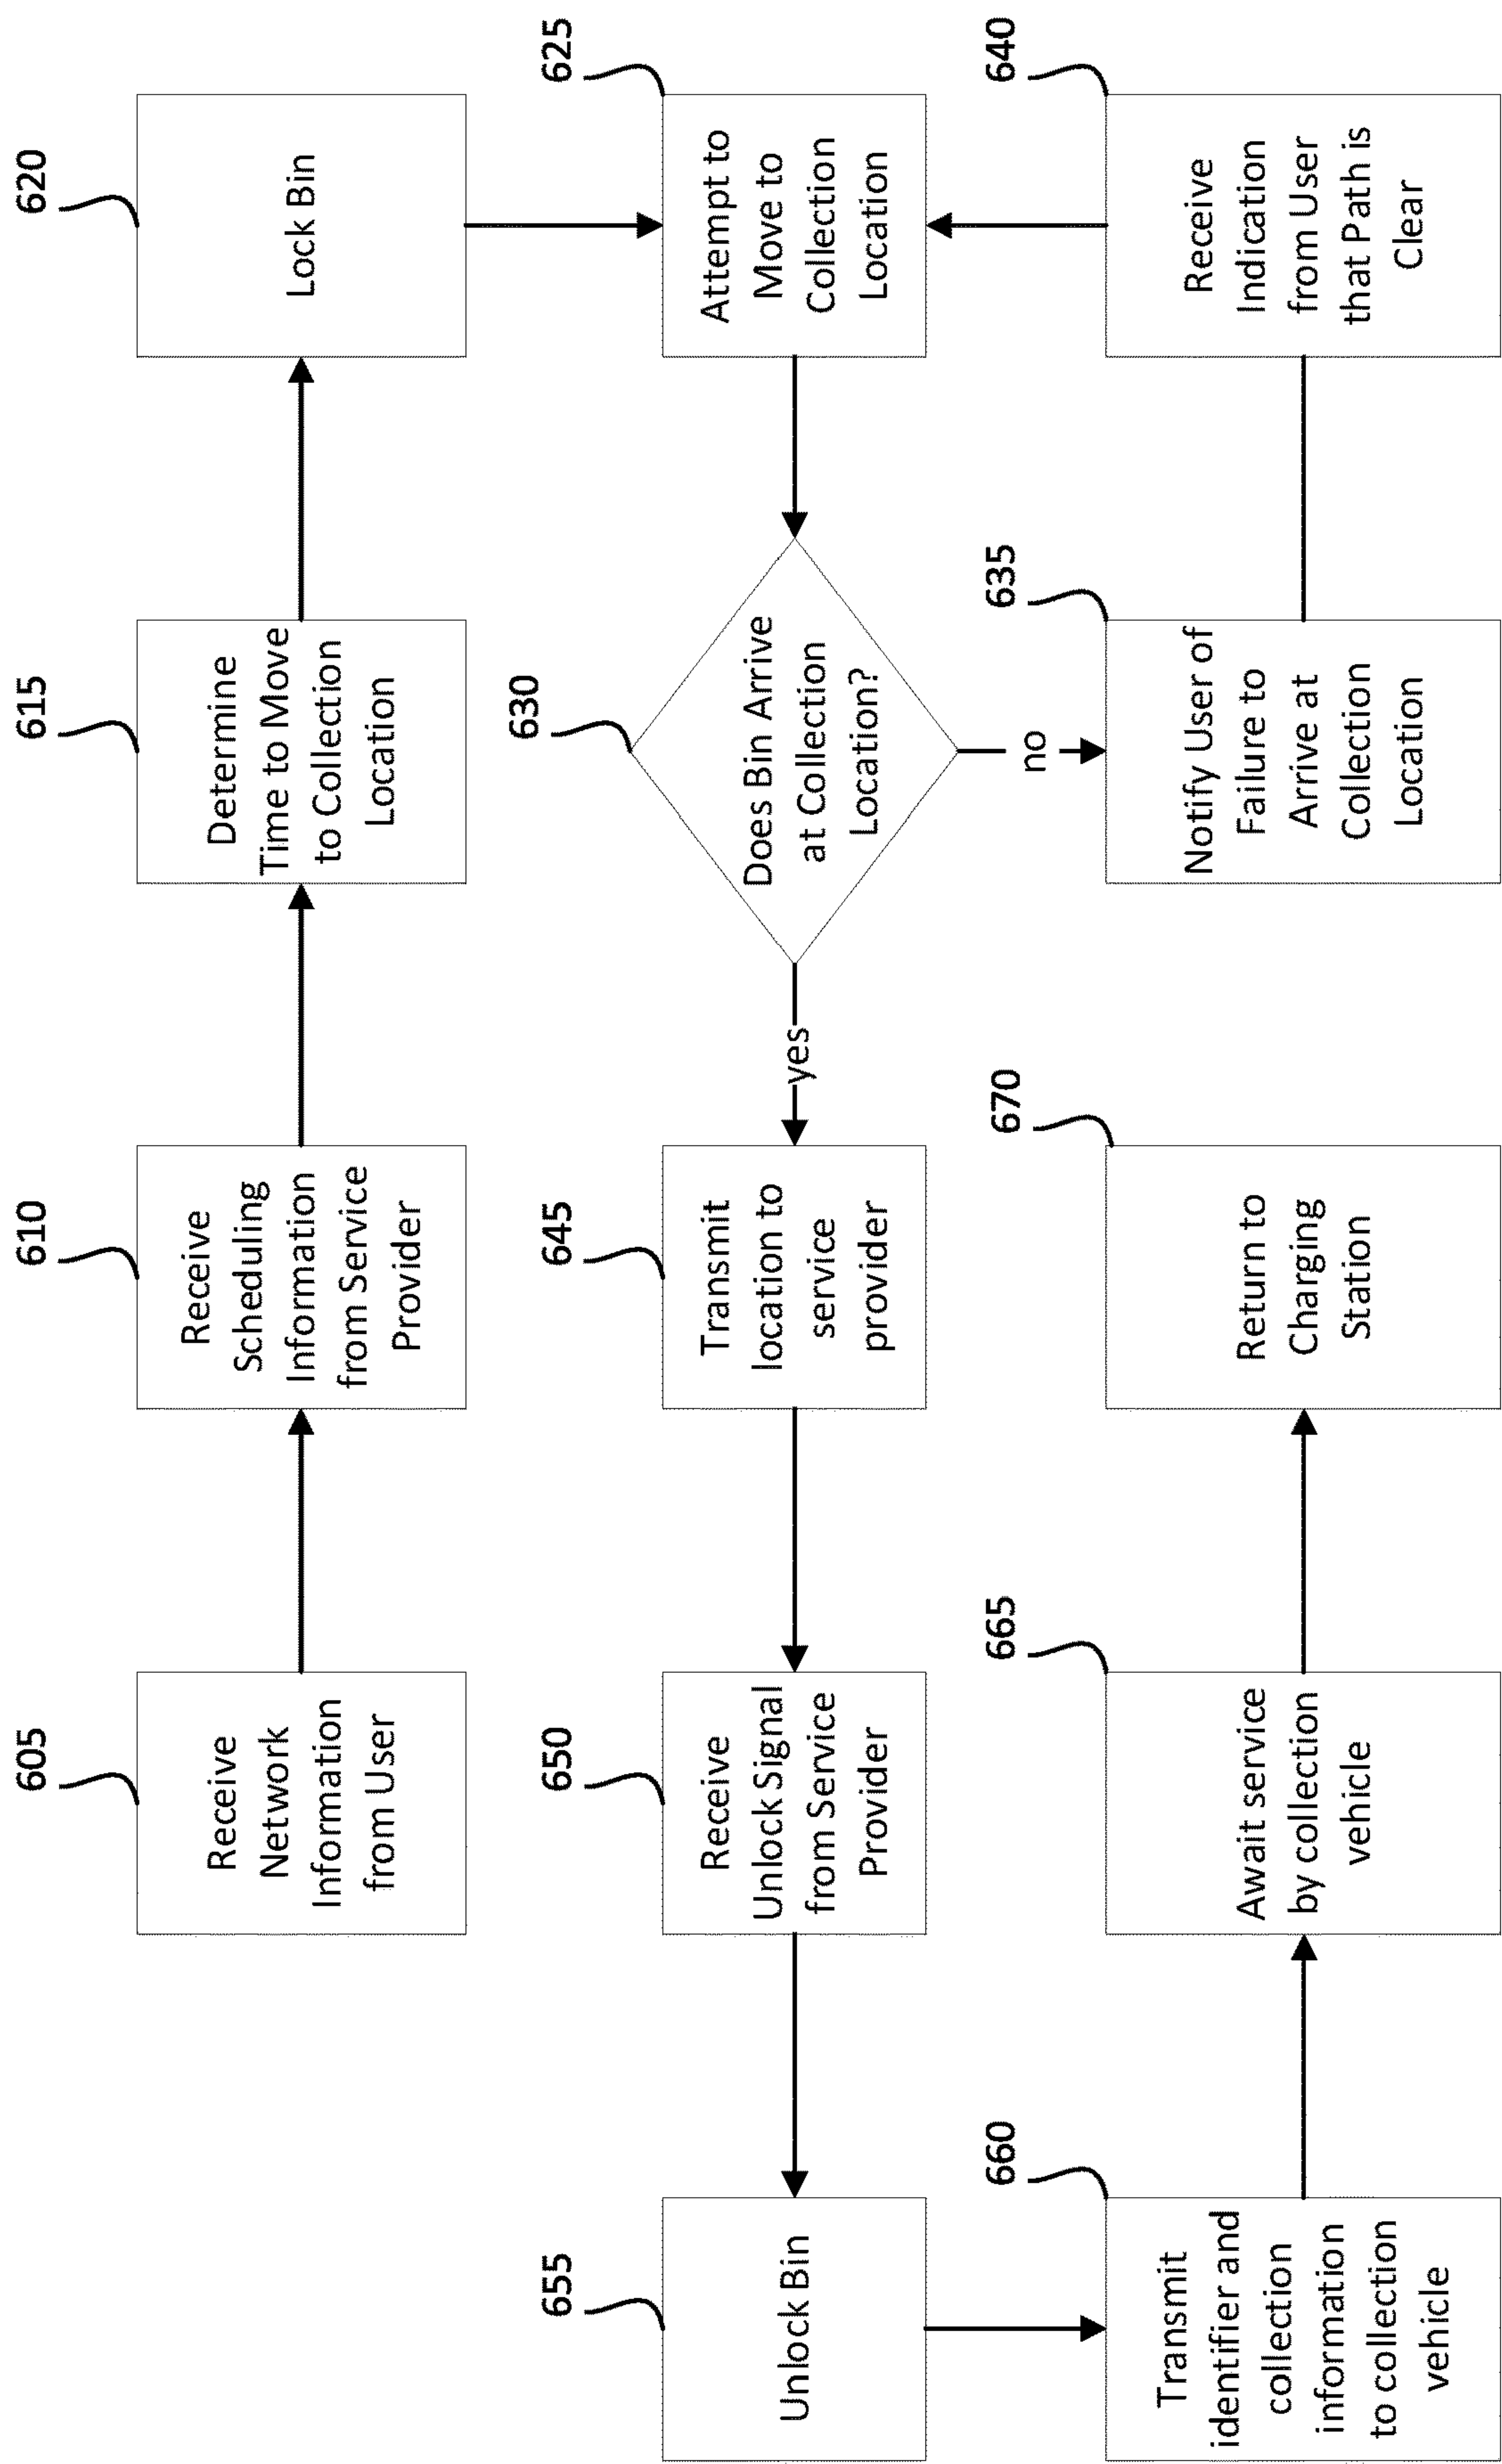 605
Receive
Network
Information
from User
610
Receive
Scheduling
Information
from Service
Provider
615
Determine
Time to Move
to Collection
Location
620
Lock Bin
625
Attempt to
Move to
Collection
Location
630
Does Bin Arrive
at Collection
Location?
no
635
Notify User of
Failure to
Arrive at
Collection
Location
640
Receive
Indication
from User
that Path is
Clear
yes
645
Transmit
location to
service
provider
650
Receive
Unlock Signal
from Service
Provider
655
Unlock Bin
660
Transmit
identifier and
collection
information
to collection
vehicle
665
Await service
by collection
vehicle
670
Return to
Charging
Station